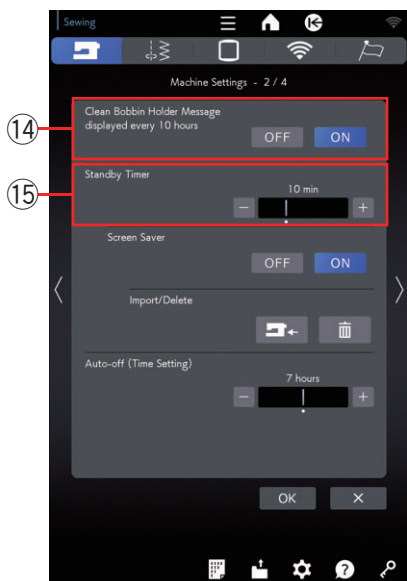 Sewing
Machine Settings - 2 / 4
⑭
Clean Bobbin Holder Message
displayed every 10 hours
OFF
ON
⑮
Standby Timer
10 min
−
+
Screen Saver
OFF
ON
Import/Delete
Auto-off (Time Setting)
7 hours
−
+
OK
×
?